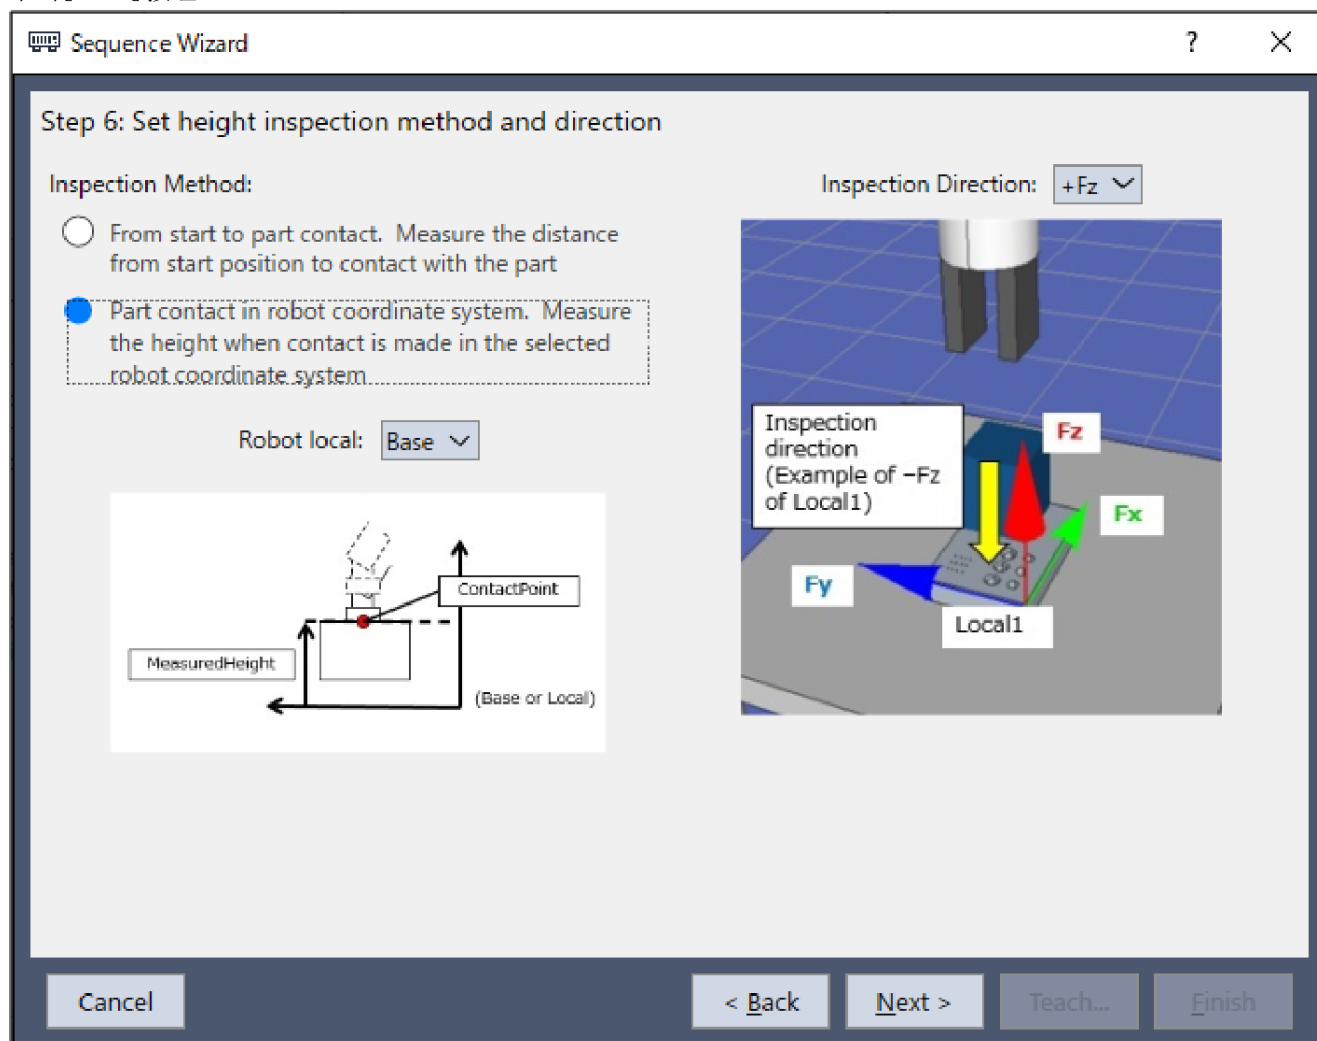 Sequence Wizard
?
Step 6: Set height inspection method and direction
Inspection Method:
From start to part contact.  Measure the distance
from start position to contact with the part
Part contact in robot coordinate system.  Measure
the height when contact is made in the selected
robot coordinate system
Robot local: Base
ContactPoint
MeasuredHeight
(Base or Local)
Inspection Direction: +Fz
Inspection
direction
(Example of −Fz
of Local1)
Fz
Fx
Fy
Local1
Cancel
< Back
Next >
Teach...
Finish